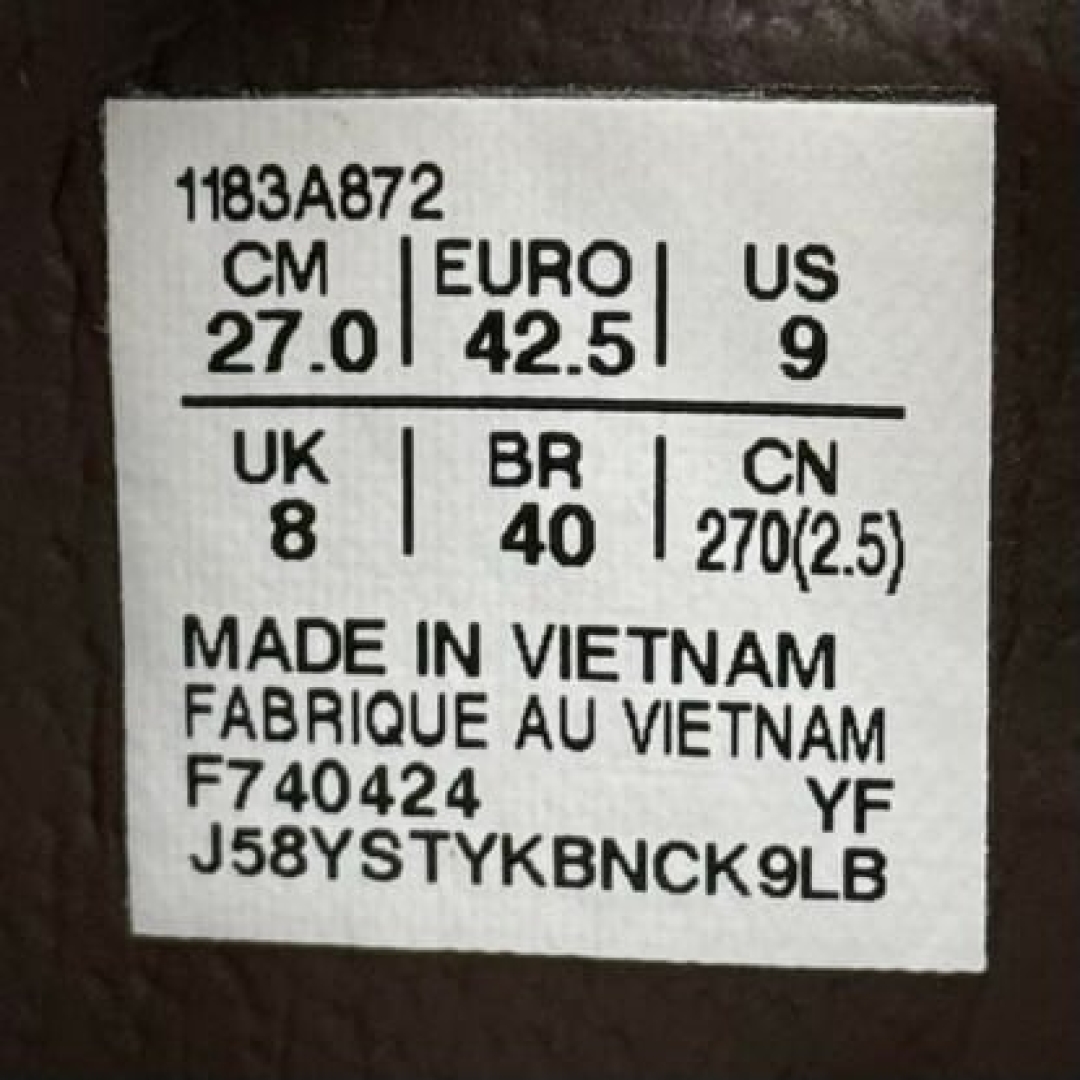 1183A872
CM | EURO | US
27.0 | 42.5 | 9
UK | BR | CN
8 | 40 | 270(2.5)
MADE IN VIETNAM
FABRIQUE AU VIETNAM
F740424 YF
J58YSTYKBNCK9LB